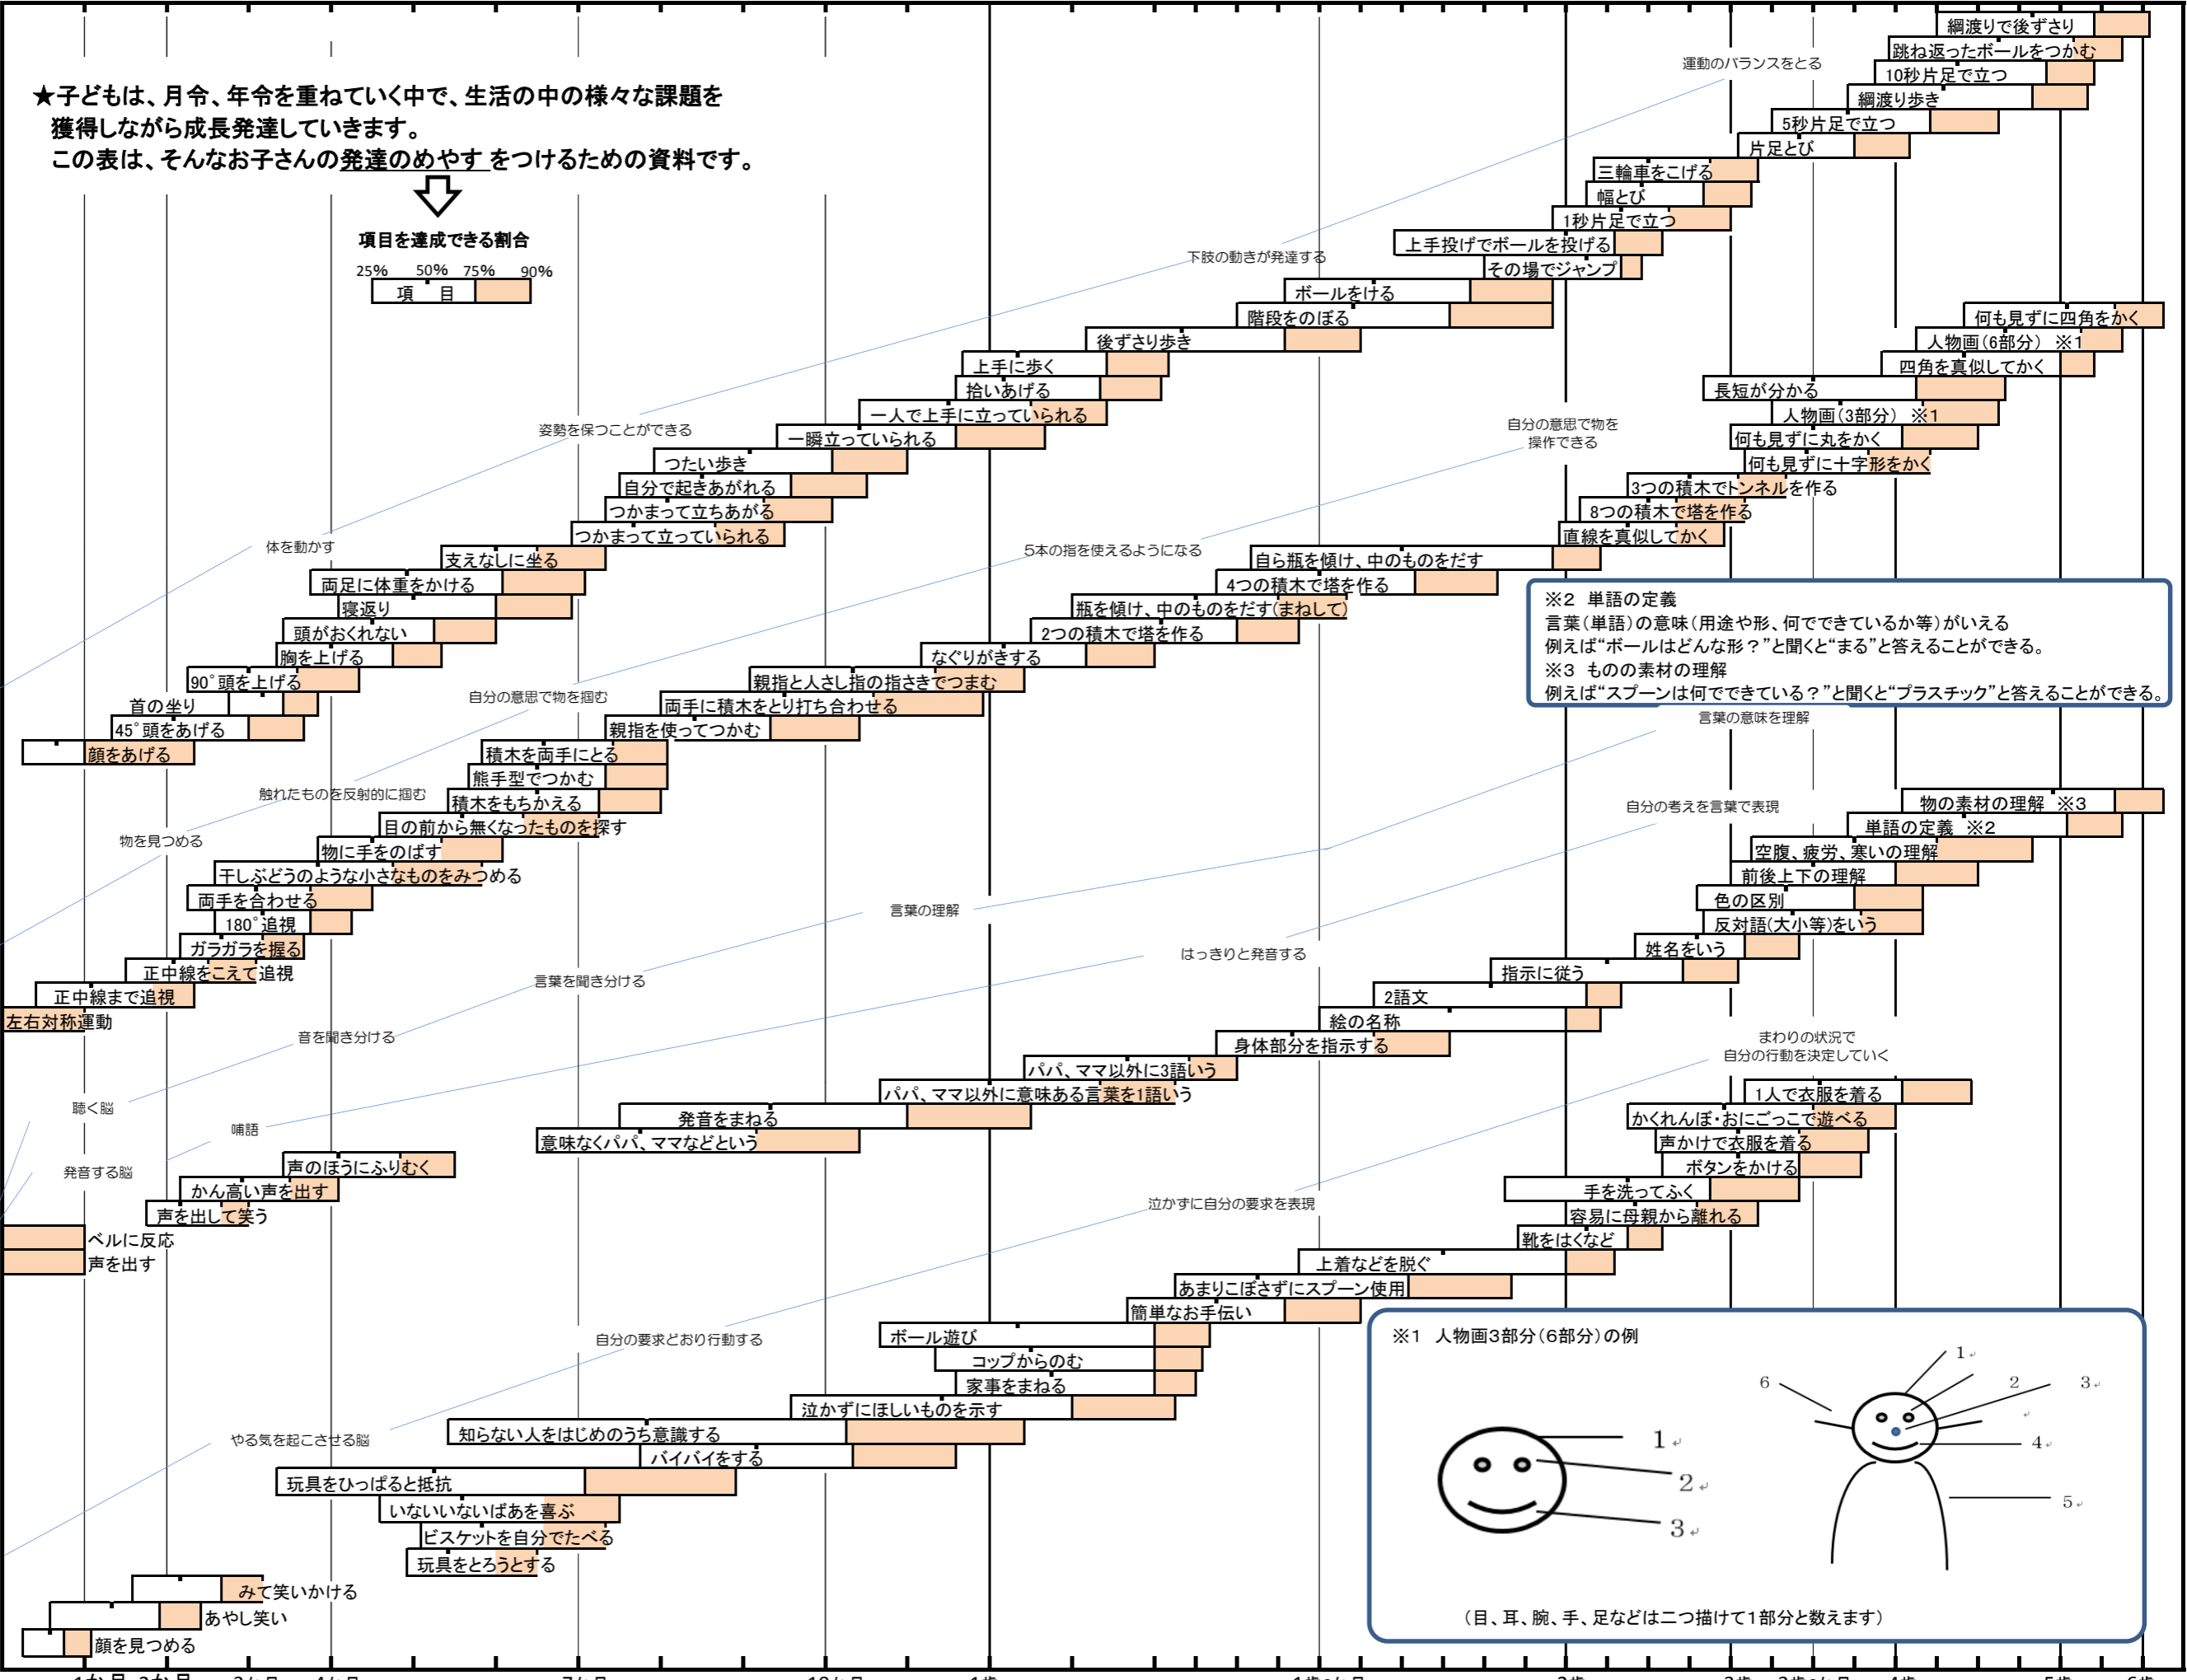 ★子どもは、月令、年令を重ねていく中で、生活の中の様々な課題を
獲得しながら成長発達していきます。
この表は、そんなお子さんの発達のめやす をつけるための資料です。
項目を達成できる割合
25% 50% 75% 90%
項 目
綱渡りで後ずさり
跳ね返ったボールをつかむ
運動のバランスをとる
10秒片足で立つ
綱渡り歩き
5秒片足で立つ
片足とび
三輪車をこげる
幅とび
1秒片足で立つ
上手投げでボールを投げる
下肢の動きが発達する
その場でジャンプ
ボールをける
階段をのぼる
後ずさり歩き
上手に歩く
拾いあげる
一人で上手に立っていられる
姿勢を保つことができる
一瞬立っていられる
つたい歩き
自分で起きあがれる
つかまって立ちあがる
つかまって立っていられる
体を動かす
支えなしに坐る
両足に体重をかける
寝返り
頭がおくれない
胸を上げる
90°頭を上げる
首の坐り
45°頭をあげる
顔をあげる
何も見ずに四角をかく
人物画(6部分) ※1
四角を真似してかく
長短が分かる
人物画(3部分) ※1
自分の意思で物を
操作できる
何も見ずに丸をかく
何も見ずに十字形をかく
3つの積木でトンネルを作る
8つの積木で塔を作る
直線を真似してかく
5本の指を使えるようになる
自ら瓶を傾け、中のものをだす
4つの積木で塔を作る
瓶を傾け、中のものをだす(まねして)
2つの積木で塔を作る
なぐりがきする
親指と人さし指の指さきでつまむ
自分の意思で物を掴む
両手に積木をとり打ち合わせる
親指を使ってつかむ
積木を両手にとる
熊手型でつかむ
触れたものを反射的に掴む
積木をもちかえる
目の前から無くなったものを探す
物を見つめる
物に手をのばす
干しぶどうのような小さなものをみつめる
両手を合わせる
180°追視
ガラガラを握る
正中線をこえて追視
正中線まで追視
左右対称運動
※2 単語の定義
言葉(単語)の意味(用途や形、何でできているか等)がいえる
例えば“ボールはどんな形?”と聞くと“まる”と答えることができる。
※3 ものの素材の理解
例えば“スプーンは何でできている?”と聞くと“プラスチック”と答えることができる。
言葉の意味を理解
物の素材の理解 ※3
自分の考えを言葉で表現
単語の定義 ※2
空腹、疲労、寒いの理解
前後上下の理解
色の区別
言葉の理解
反対語(大小等)をいう
姓名をいう
はっきりと発音する
指示に従う
言葉を聞き分ける
2語文
絵の名称
音を聞き分ける
身体部分を指示する
パパ、ママ以外に3語いう
パパ、ママ以外に意味ある言葉を1語いう
聴く脳
発音をまねる
喃語
意味なくパパ、ママなどという
声のほうにふりむく
発音する脳
かん高い声を出す
声を出して笑う
ベルに反応
声を出す
まわりの状況で
自分の行動を決定していく
1人で衣服を着る
かくれんぼ・おにごっこで遊べる
声かけで衣服を着る
ボタンをかける
手を洗ってふく
泣かずに自分の要求を表現
容易に母親から離れる
靴をはくなど
上着などを脱ぐ
あまりこぼさずにスプーン使用
簡単なお手伝い
ボール遊び
自分の要求どおり行動する
コップからのむ
家事をまねる
泣かずにほしいものを示す
知らない人をはじめのうち意識する
やる気を起こさせる脳
バイバイをする
玩具をひっぱると抵抗
いないいないばあを喜ぶ
ビスケットを自分でたべる
玩具をとろうとする
みて笑いかける
あやし笑い
顔を見つめる
※1 人物画3部分(6部分)の例
1
2
3
1
2
3
4
5
6
(目、耳、腕、手、足などは二つ描けて1部分と数えます)